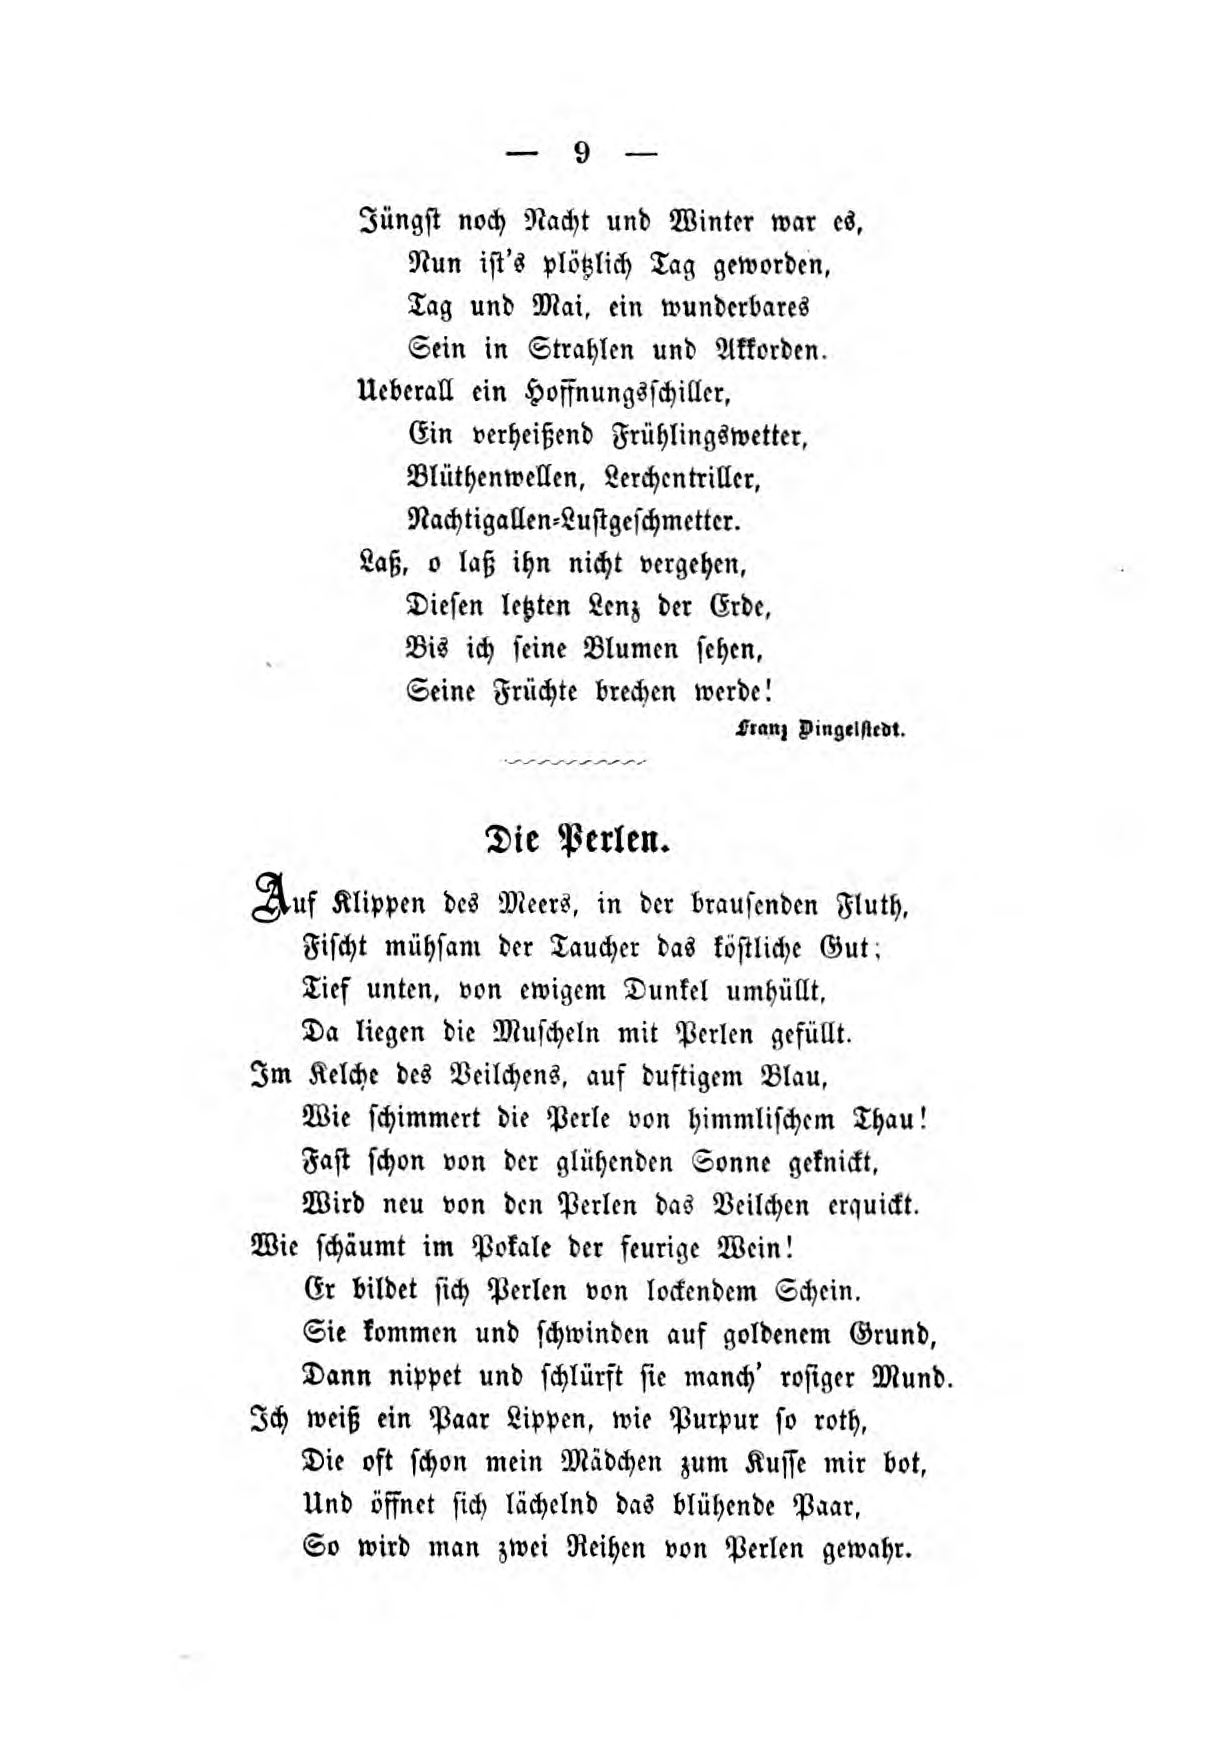 — 9 —
Jüngst noch Nacht und Winter war es,
Nun ist's plötzlich Tag geworden,
Tag und Mai, ein wunderbares
Sein in Strahlen und Akkorden.
Ueberall ein Hoffnungsschiller,
Ein verheißend Frühlingswetter,
Blüthenwellen, Lerchentriller,
Nachtigallen-Lustgeschmetter.
Laß, o laß ihn nicht vergehen,
Diesen letzten Lenz der Erde,
Bis ich seine Blumen sehen,
Seine Früchte brechen werde!
Franz Dingelstedt.
Die Perlen.
Auf Klippen des Meers, in der brausenden Fluth,
Fischt mühsam der Taucher das köstliche Gut;
Tief unten, von ewigem Dunkel umhüllt,
Da liegen die Muscheln mit Perlen gefüllt.
Im Kelche des Veilchens, auf duftigem Blau,
Wie schimmert die Perle von himmlischem Thau!
Fast schon von der glühenden Sonne geknickt,
Wird neu von den Perlen das Veilchen erquickt.
Wie schäumt im Pokale der feurige Wein!
Er bildet sich Perlen von lockendem Schein.
Sie kommen und schwinden auf goldenem Grund,
Dann nippet und schlürft sie manch' rosiger Mund.
Ich weiß ein Paar Lippen, wie Purpur so roth,
Die oft schon mein Mädchen zum Kusse mir bot,
Und öffnet sich lächelnd das blühende Paar,
So wird man zwei Reihen von Perlen gewahr.